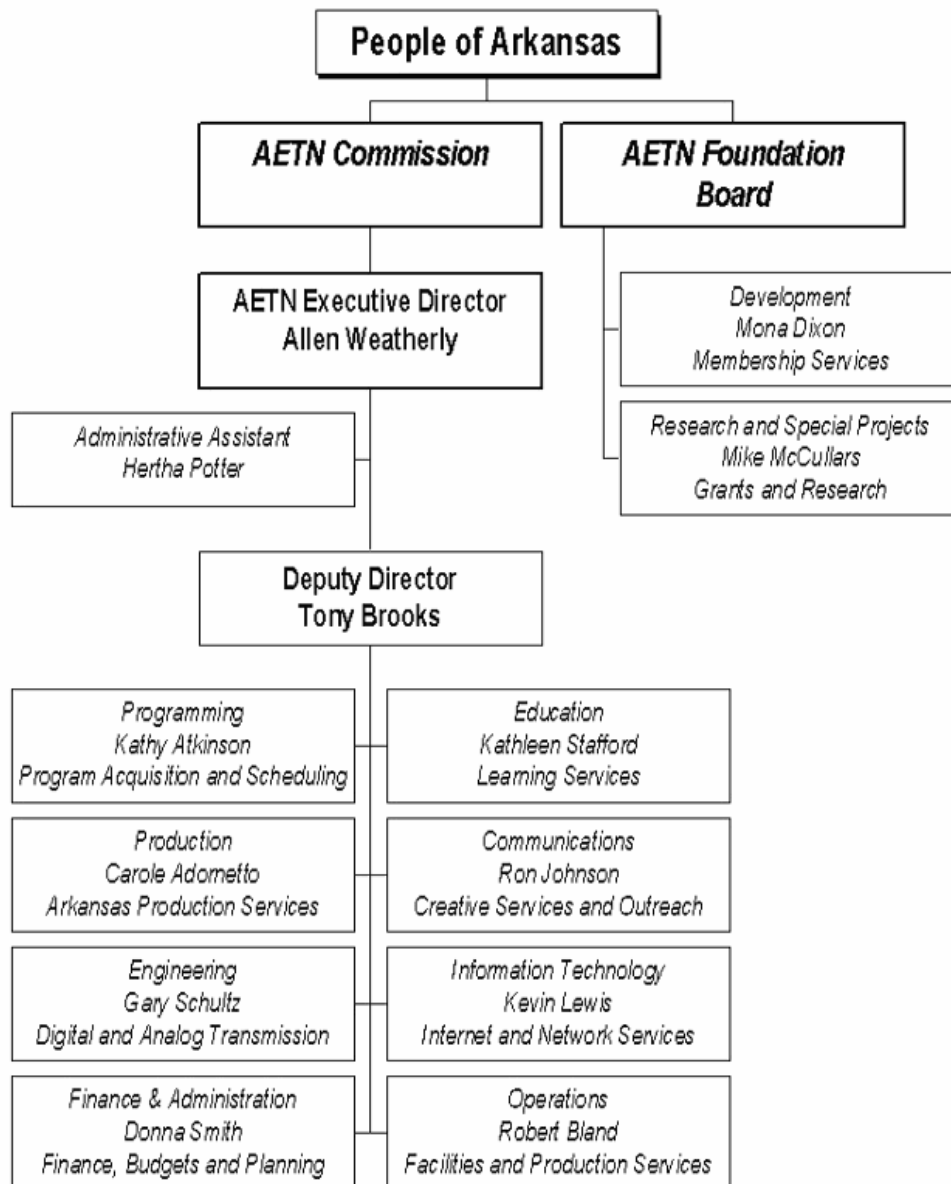 People of Arkansas
AETN Commission
AETN Foundation
Board
AETN Executive Director
Allen Weatherly
Development
Mona Dixon
Membership Services
Administrative Assistant
Hertha Potter
Research and Special Projects
Mike McCullars
Grants and Research
Deputy Director
Tony Brooks
Programming
Kathy Atkinson
Program Acquisition and Scheduling
Education
Kathleen Stafford
Learning Services
Production
Carole Adornetto
Arkansas Production Services
Communications
Ron Johnson
Creative Services and Outreach
Engineering
Gary Schultz
Digital and Analog Transmission
Information Technology
Kevin Lewis
Internet and Network Services
Finance & Administration
Donna Smith
Finance, Budgets and Planning
Operations
Robert Bland
Facilities and Production Services